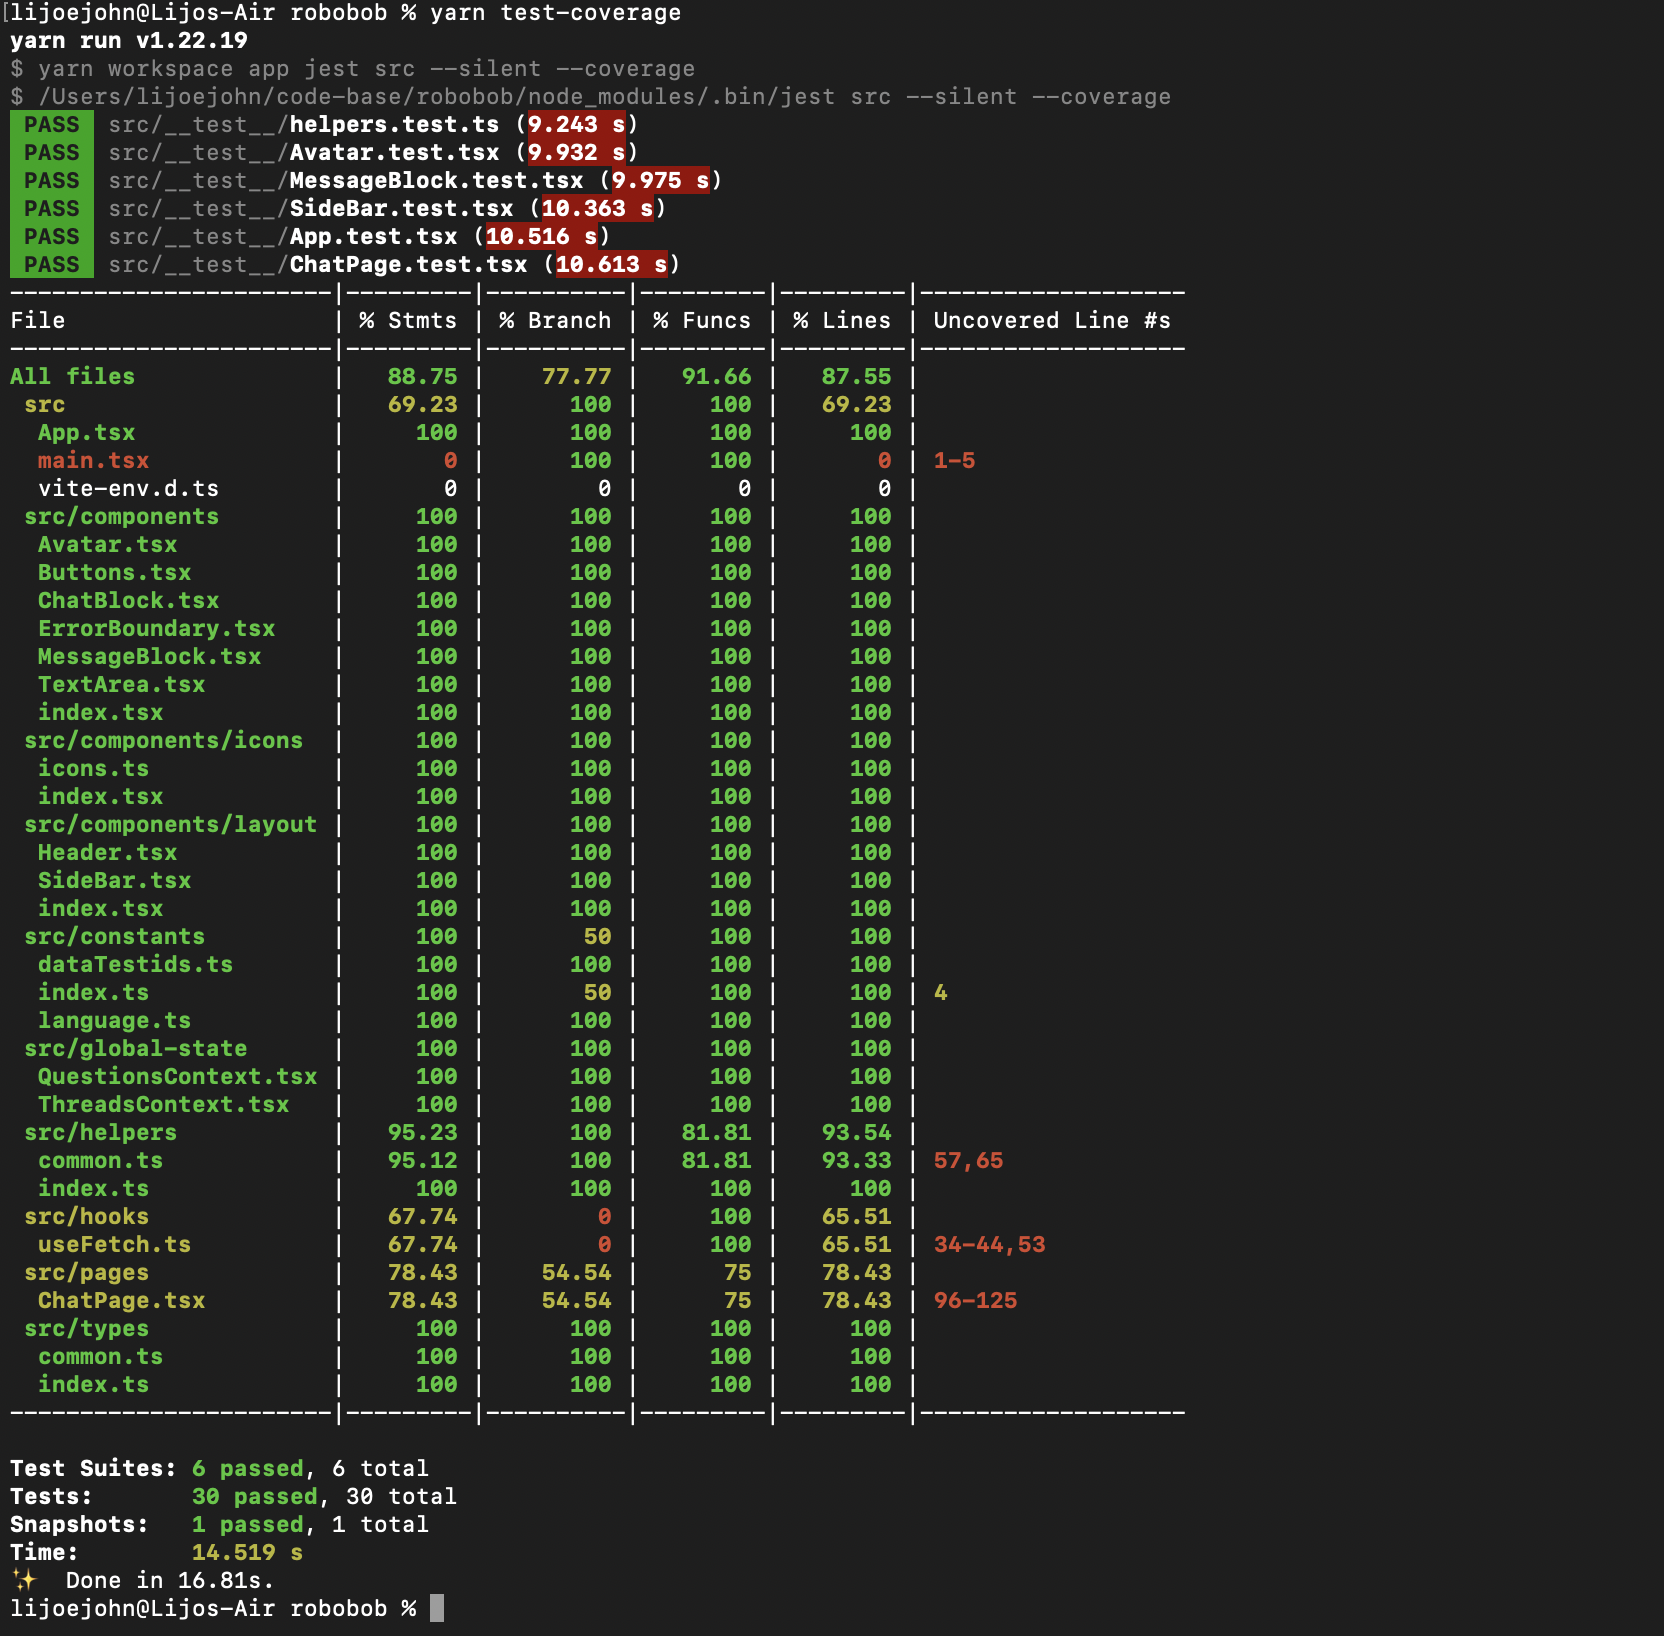 [lijoejohn@Lijos-Air robobob % yarn test-coverage
yarn run v1.22.19
$ yarn workspace app jest src --silent --coverage
$ /Users/lijoejohn/code-base/robobob/node_modules/.bin/jest src --silent --coverage
PASS src/__test__/helpers.test.ts (9.243 s)
PASS src/__test__/Avatar.test.tsx (9.932 s)
PASS src/__test__/MessageBlock.test.tsx (9.975 s)
PASS src/__test__/SideBar.test.tsx (10.363 s)
PASS src/__test__/App.test.tsx (10.516 s)
PASS src/__test__/ChatPage.test.tsx (10.613 s)
-----------------------|---------|----------|---------|---------|-------------------
File | % Stmts | % Branch | % Funcs | % Lines | Uncovered Line #s
-----------------------|---------|----------|---------|---------|-------------------
All files | 88.75 | 77.77 | 91.66 | 87.55 |
src | 69.23 | 100 | 100 | 69.23 |
App.tsx | 100 | 100 | 100 | 100 |
main.tsx | 0 | 100 | 100 | 0 | 1-5
vite-env.d.ts | 0 | 0 | 0 | 0 |
src/components | 100 | 100 | 100 | 100 |
Avatar.tsx | 100 | 100 | 100 | 100 |
Buttons.tsx | 100 | 100 | 100 | 100 |
ChatBlock.tsx | 100 | 100 | 100 | 100 |
ErrorBoundary.tsx | 100 | 100 | 100 | 100 |
MessageBlock.tsx | 100 | 100 | 100 | 100 |
TextArea.tsx | 100 | 100 | 100 | 100 |
index.tsx | 100 | 100 | 100 | 100 |
src/components/icons | 100 | 100 | 100 | 100 |
icons.ts | 100 | 100 | 100 | 100 |
index.tsx | 100 | 100 | 100 | 100 |
src/components/layout | 100 | 100 | 100 | 100 |
Header.tsx | 100 | 100 | 100 | 100 |
SideBar.tsx | 100 | 100 | 100 | 100 |
index.tsx | 100 | 100 | 100 | 100 |
src/constants | 100 | 50 | 100 | 100 |
dataTestids.ts | 100 | 100 | 100 | 100 |
index.ts | 100 | 50 | 100 | 100 | 4
language.ts | 100 | 100 | 100 | 100 |
src/global-state | 100 | 100 | 100 | 100 |
QuestionsContext.tsx | 100 | 100 | 100 | 100 |
ThreadsContext.tsx | 100 | 100 | 100 | 100 |
src/helpers | 95.23 | 100 | 81.81 | 93.54 |
common.ts | 95.12 | 100 | 81.81 | 93.33 | 57,65
index.ts | 100 | 100 | 100 | 100 |
src/hooks | 67.74 | 0 | 100 | 65.51 |
useFetch.ts | 67.74 | 0 | 100 | 65.51 | 34-44,53
src/pages | 78.43 | 54.54 | 75 | 78.43 |
ChatPage.tsx | 78.43 | 54.54 | 75 | 78.43 | 96-125
src/types | 100 | 100 | 100 | 100 |
common.ts | 100 | 100 | 100 | 100 |
index.ts | 100 | 100 | 100 | 100 |
-----------------------|---------|----------|---------|---------|-------------------
Test Suites: 6 passed, 6 total
Tests: 30 passed, 30 total
Snapshots: 1 passed, 1 total
Time: 14.519 s
✨ Done in 16.81s.
lijoejohn@Lijos-Air robobob %